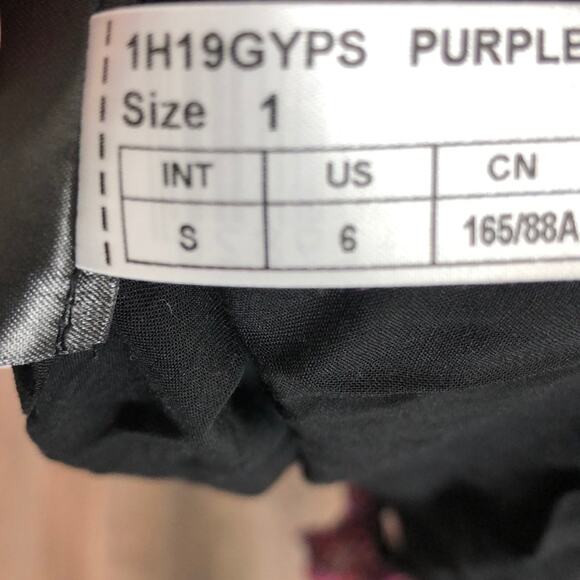 1H19GYPS PURPLE
Size 1
INT US CN
S 6 165/88A